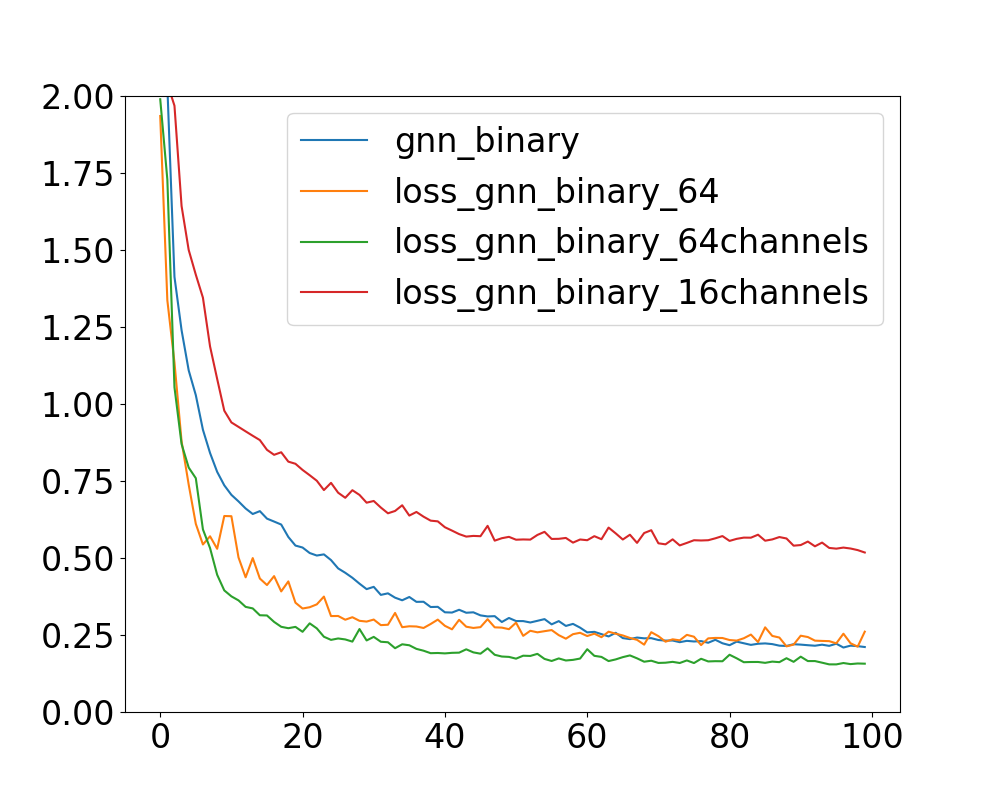 2.00
1.75
1.50
1.25
1.00
0.75
0.50
0.25
0.00
0 20 40 60 80 100
gnn_binary
loss_gnn_binary_64
loss_gnn_binary_64channels
loss_gnn_binary_16channels